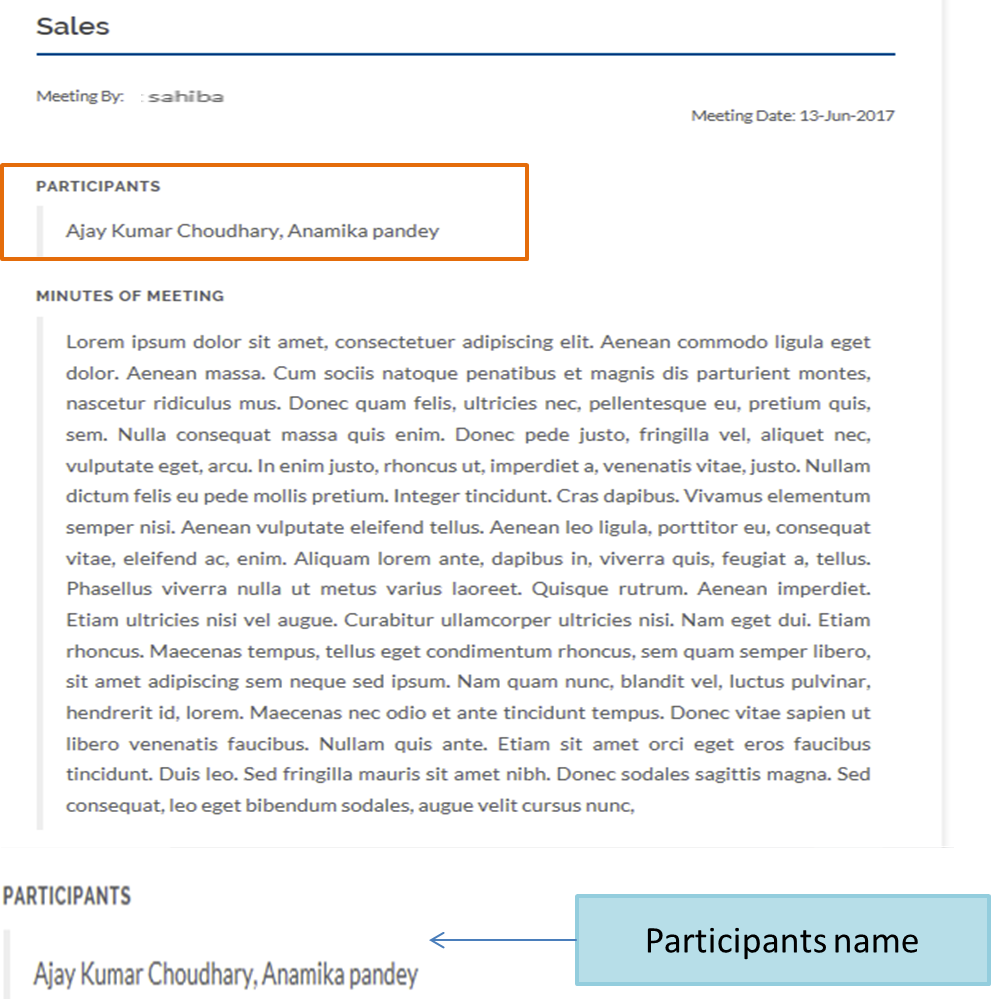 Sales
Meeting By: : sahiba
Meeting Date: 13-Jun-2017
PARTICIPANTS
Ajay Kumar Choudhary, Anamika pandey
MINUTES OF MEETING
Lorem ipsum dolor sit amet, consectetuer adipiscing elit. Aenean commodo ligula eget
dolor. Aenean massa. Cum sociis natoque penatibus et magnis dis parturient montes,
nascetur ridiculus mus. Donec quam felis, ultricies nec, pellentesque eu, pretium quis,
sem. Nulla consequat massa quis enim. Donec pede justo, fringilla vel, aliquet nec,
vulputate eget, arcu. In enim justo, rhoncus ut, imperdiet a, venenatis vitae, justo. Nullam
dictum felis eu pede mollis pretium. Integer tincidunt. Cras dapibus. Vivamus elementum
semper nisi. Aenean vulputate eleifend tellus. Aenean leo ligula, porttitor eu, consequat
vitae, eleifend ac, enim. Aliquam lorem ante, dapibus in, viverra quis, feugiat a, tellus.
Phasellus viverra nulla ut metus varius laoreet. Quisque rutrum. Aenean imperdiet.
Etiam ultricies nisi vel augue. Curabitur ullamcorper ultricies nisi. Nam eget dui. Etiam
rhoncus. Maecenas tempus, tellus eget condimentum rhoncus, sem quam semper libero,
sit amet adipiscing sem neque sed ipsum. Nam quam nunc, blandit vel, luctus pulvinar,
hendrerit id, lorem. Maecenas nec odio et ante tincidunt tempus. Donec vitae sapien ut
libero venenatis faucibus. Nullam quis ante. Etiam sit amet orci eget eros faucibus
tincidunt. Duis leo. Sed fringilla mauris sit amet nibh. Donec sodales sagittis magna. Sed
consequat, leo eget bibendum sodales, augue velit cursus nunc,
PARTICIPANTS
Participants name
Ajay Kumar Choudhary, Anamika pandey